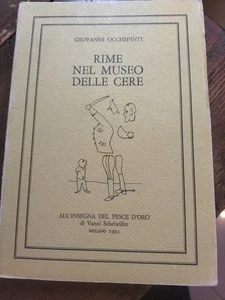 GIOVANNI OCCHIPINTI
RIME
NEL MUSEO
DELLE CERE
ALL'INSEGNA DEL PESCE D'ORO
di Vanni Scheiwiller
MILANO 1991